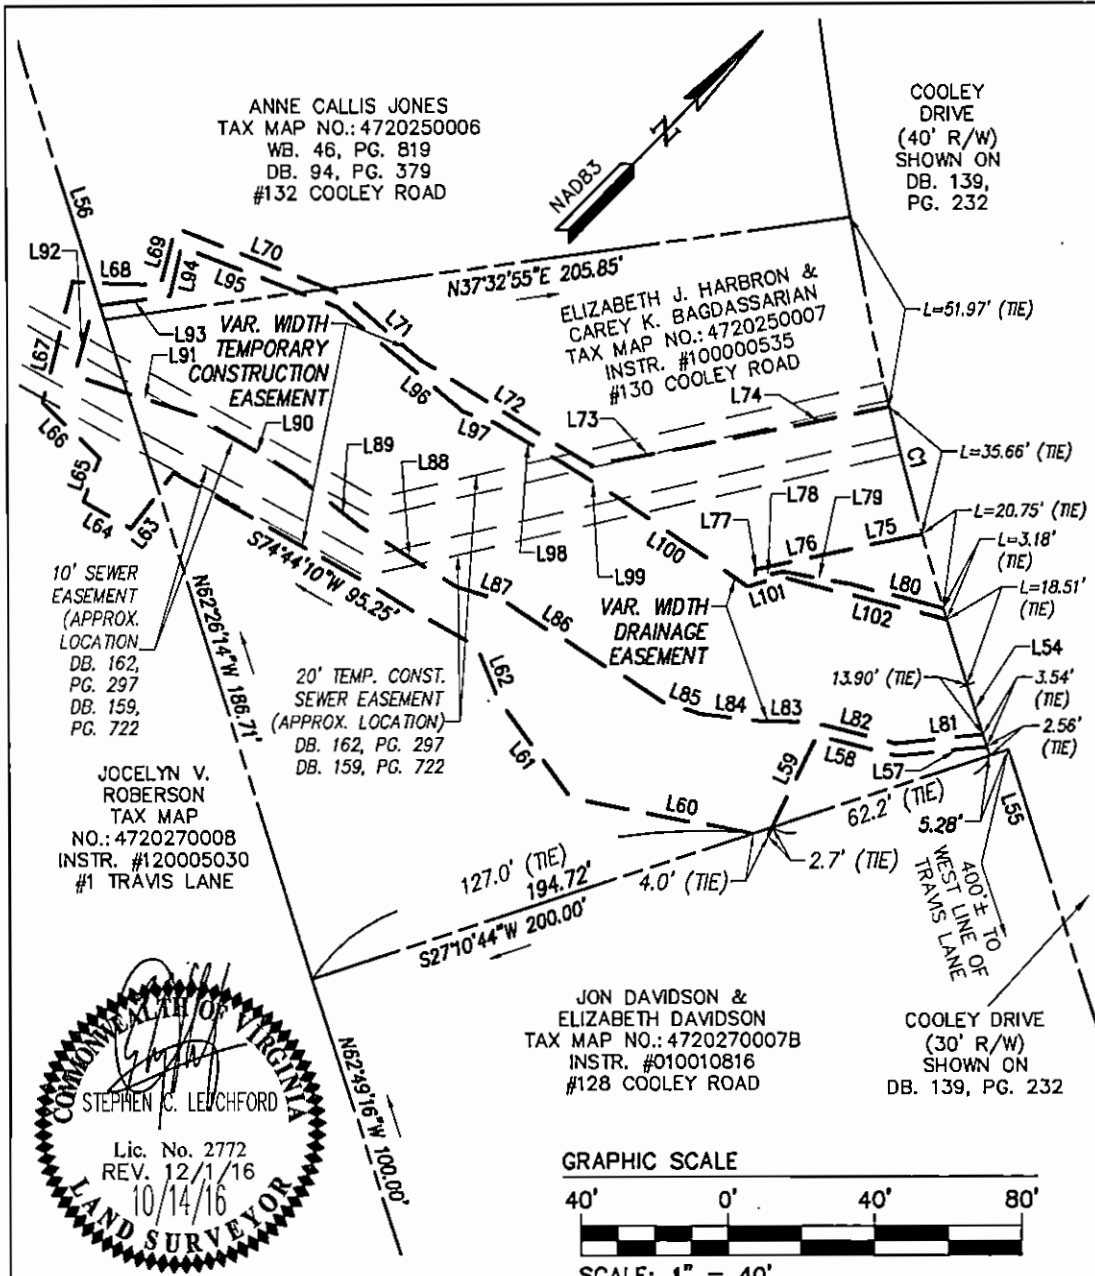 ANNE CALLIS JONES
TAX MAP NO.: 4720250006
WB. 46, PG. 819
DB. 94, PG. 379
#132 COOLEY ROAD
NAD83
N
COOLEY
DRIVE
(40' R/W)
SHOWN ON
DB. 139,
PG. 232
L56
L92
L68
L69
L94
L70
L95
N37°32'55"E 205.85'
L=51.97' (TIE)
L67
L93
L91
VAR. WIDTH
TEMPORARY
CONSTRUCTION
EASEMENT
L71
L96
L97
L72
ELIZABETH J. HARBRON &
CAREY K. BAGDASSARIAN
TAX MAP NO.: 4720250007
INSTR. #100000535
#130 COOLEY ROAD
L73
L74
L66
L90
L89
L88
L65
L64
L63
C1
L=35.66' (TIE)
L98
L99
L100
L77
L78
L79
L76
L75
L=20.75' (TIE)
L=3.18'
(TIE)
L80
L101
L102
L=18.51'
(TIE)
S74°44'10"W 95.25'
L87
L86
VAR. WIDTH
DRAINAGE
EASEMENT
10' SEWER
EASEMENT
(APPROX.
LOCATION
DB. 162,
PG. 297
DB. 159,
PG. 722
N62°26'14"W 186.71'
20' TEMP. CONST.
SEWER EASEMENT
(APPROX. LOCATION)
DB. 162, PG. 297
DB. 159, PG. 722
L62
L61
L85
L84
L83
L82
L81
L54
13.90' (TIE)
3.54'
(TIE)
2.56'
(TIE)
L58
L57
L59
L60
62.2' (TIE)
5.28'
L55
JOCELYN V.
ROBERSON
TAX MAP
NO.: 4720270008
INSTR. #120005030
#1 TRAVIS LANE
127.0' (TIE)
194.72'
S27°10'44"W 200.00'
4.0' (TIE)
2.7' (TIE)
400'± TO
WEST LINE OF
TRAVIS LANE
JON DAVIDSON &
ELIZABETH DAVIDSON
TAX MAP NO.: 4720270007B
INSTR. #010010816
#128 COOLEY ROAD
COOLEY DRIVE
(30' R/W)
SHOWN ON
DB. 139, PG. 232
N62°49'16"W 100.00'
COMMONWEALTH OF VIRGINIA
STEPHEN C. LETCHFORD
Lic. No. 2772
REV. 12/1/16
10/14/16
LAND SURVEYOR
GRAPHIC SCALE
40' 0' 40' 80'
SCALE: 1" = 40'